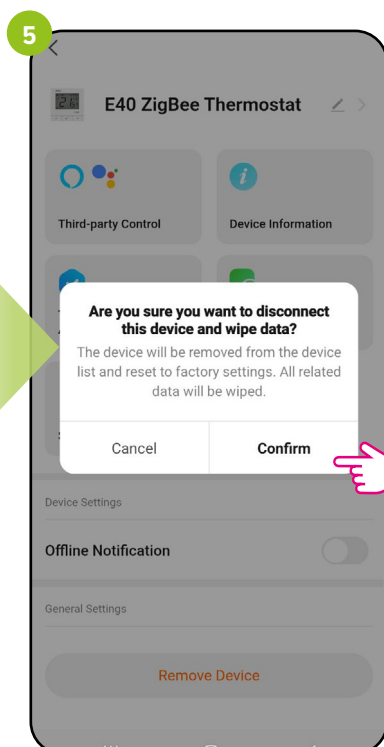 5
E40 ZigBee Thermostat
Third-party Control
Device Information
Are you sure you want to disconnect
this device and wipe data?
The device will be removed from the device
list and reset to factory settings. All related
data will be wiped.
Cancel
Confirm
Device Settings
Offline Notification
General Settings
Remove Device